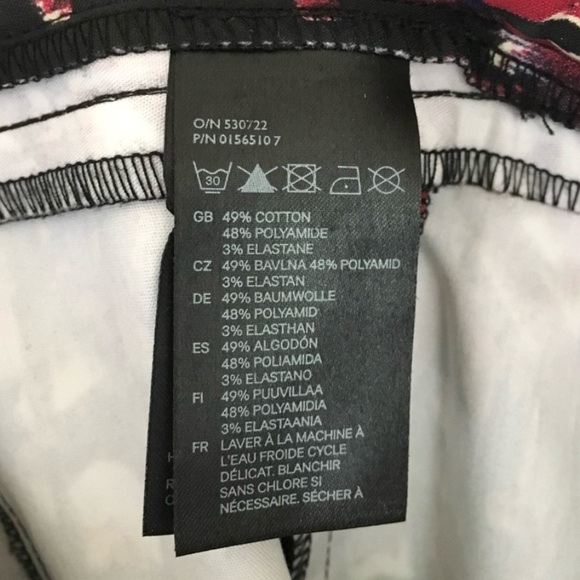 O/N 530722
P/N 0156510 7
30
GB 49% COTTON
48% POLYAMIDE
3% ELASTANE
CZ 49% BAVLNA 48% POLYAMID
3% ELASTAN
DE 49% BAUMWOLLE
48% POLYAMID
3% ELASTHAN
ES 49% ALGODÓN
48% POLIAMIDA
3% ELASTANO
FI 49% PUUVILLAA
48% POLYAMIDIA
3% ELASTAANIA
FR LAVER À LA MACHINE À
L'EAU FROIDE CYCLE
DÉLICAT. BLANCHIR
SANS CHLORE SI
NÉCESSAIRE. SÉCHER À